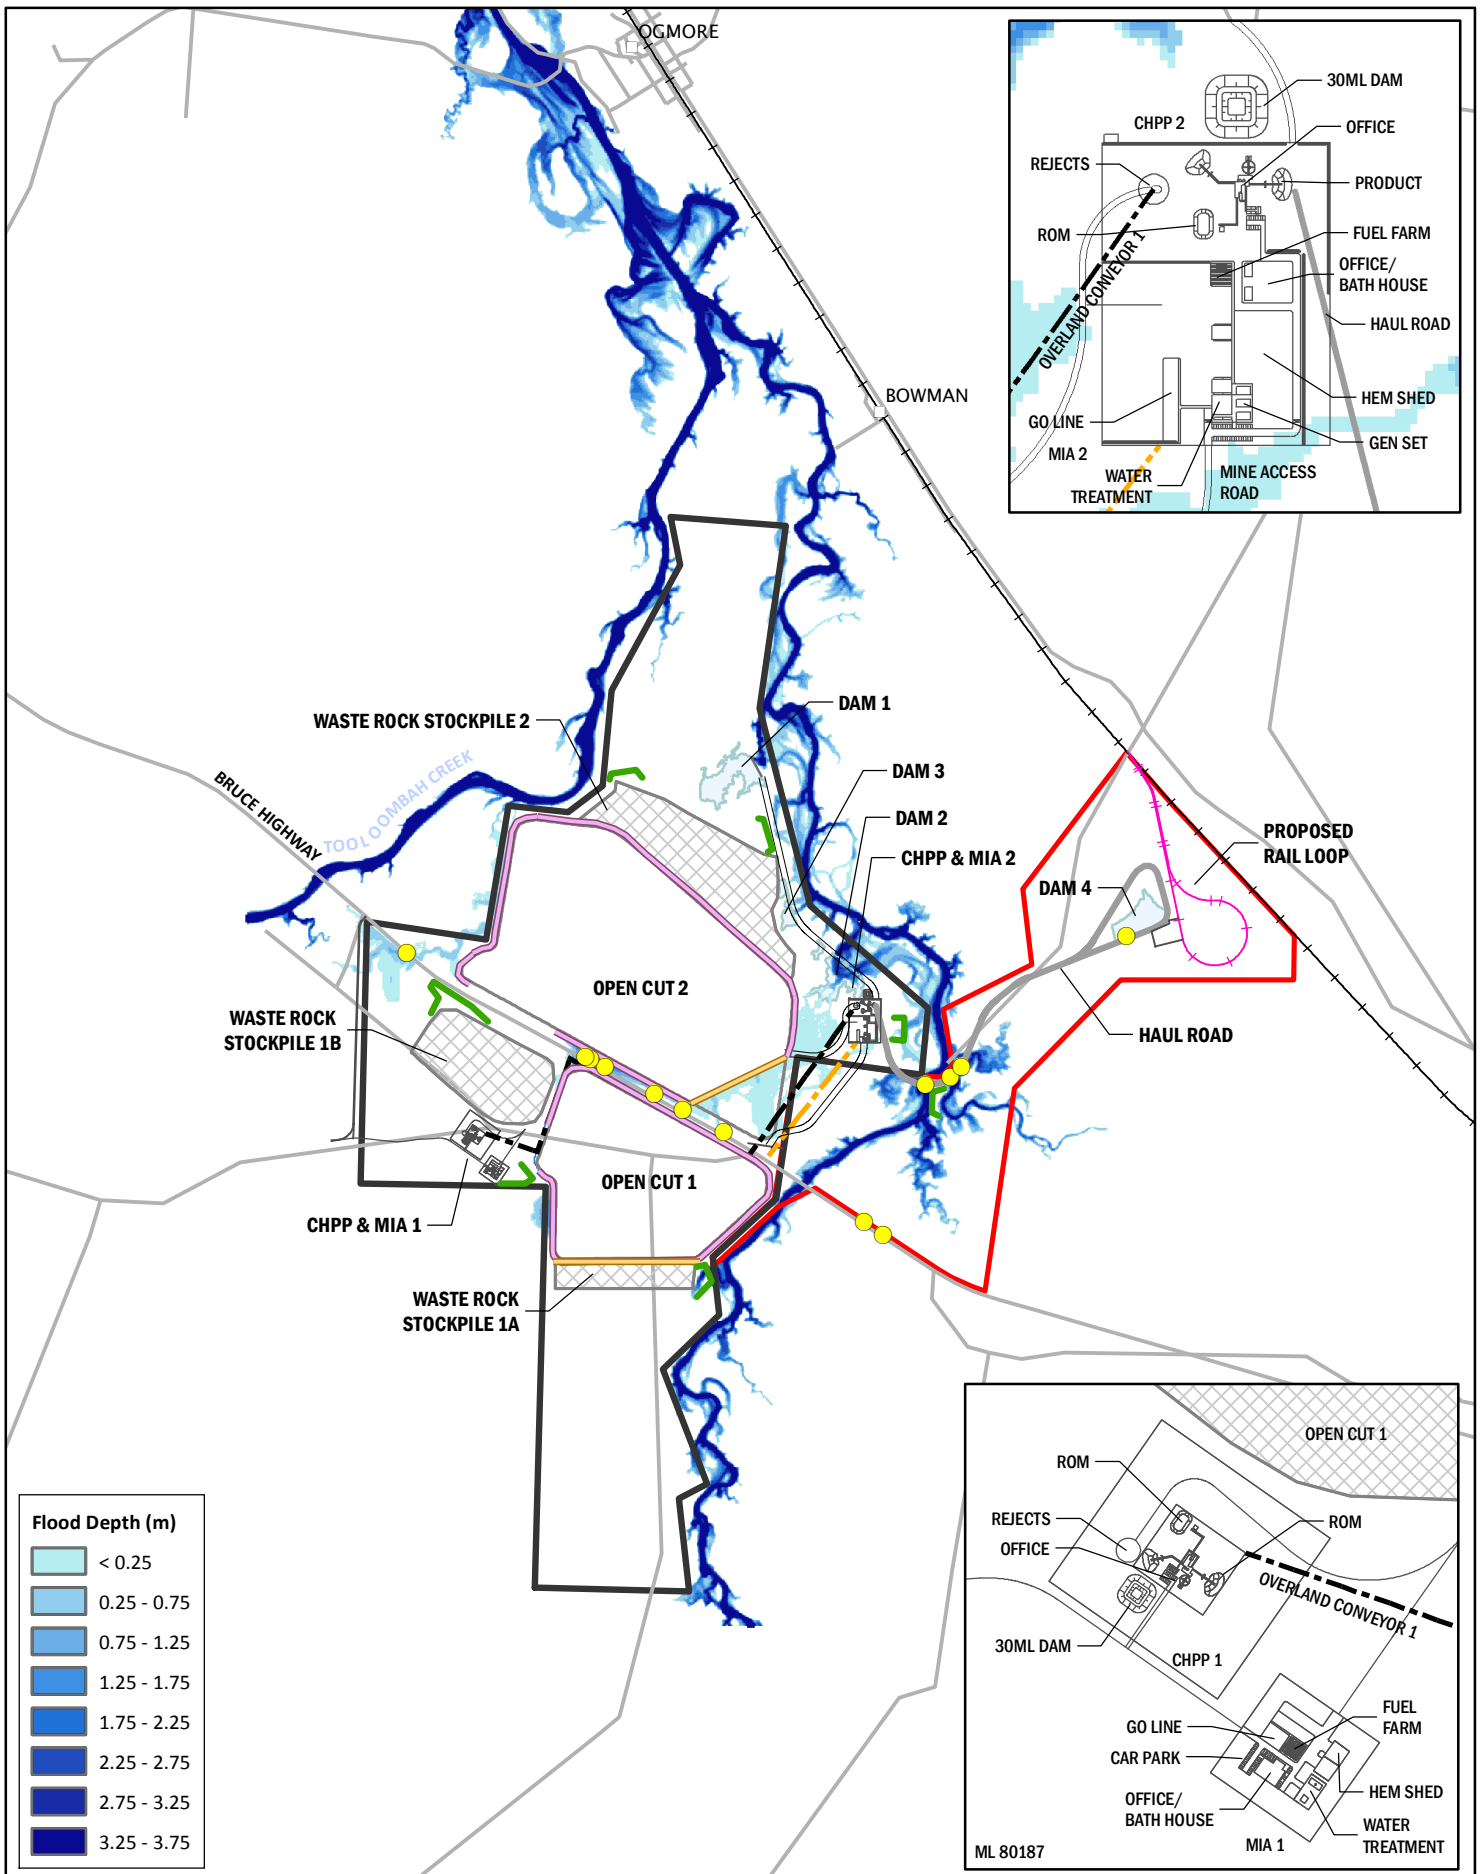 OGMORE
BOWMAN
30ML DAM
CHPP 2
OFFICE
REJECTS
PRODUCT
ROM
FUEL FARM
OFFICE/
BATH HOUSE
OVERLAND CONVEYOR 1
HAUL ROAD
HEM SHED
GO LINE
GEN SET
MIA 2
WATER
TREATMENT
MINE ACCESS
ROAD
WASTE ROCK STOCKPILE 2
DAM 1
BRUCE HIGHWAY
TOOLOOMBAH CREEK
DAM 3
DAM 2
CHPP & MIA 2
PROPOSED
RAIL LOOP
DAM 4
OPEN CUT 2
WASTE ROCK
STOCKPILE 1B
HAUL ROAD
OPEN CUT 1
CHPP & MIA 1
WASTE ROCK
STOCKPILE 1A
OPEN CUT 1
ROM
REJECTS
ROM
OFFICE
OVERLAND CONVEYOR 1
30ML DAM
CHPP 1
FUEL
FARM
GO LINE
CAR PARK
HEM SHED
OFFICE/
BATH HOUSE
WATER
TREATMENT
MIA 1
ML 80187
Flood Depth (m)
< 0.25
0.25 - 0.75
0.75 - 1.25
1.25 - 1.75
1.75 - 2.25
2.25 - 2.75
2.75 - 3.25
3.25 - 3.75